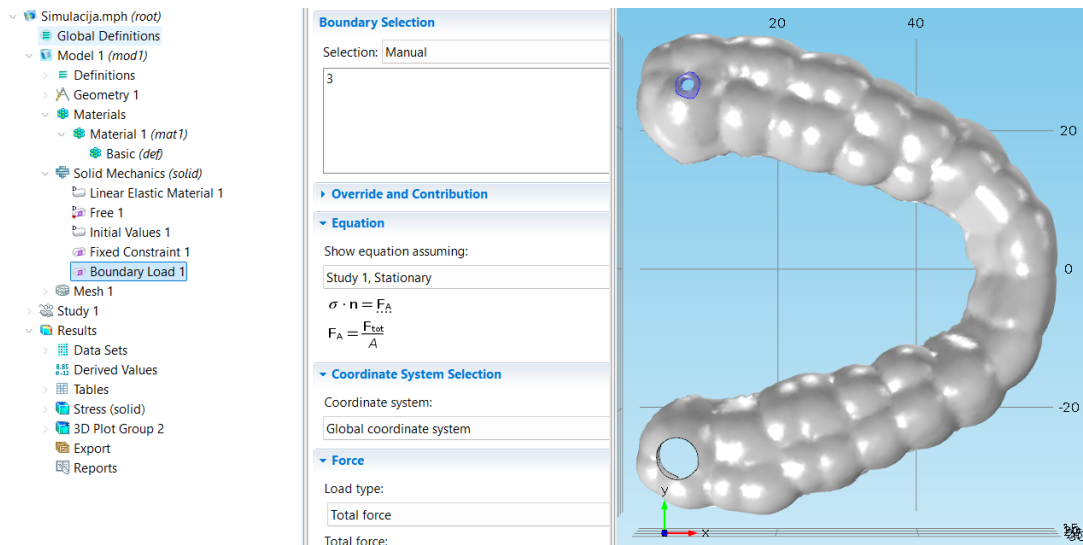 Simulacija.mph (root)
Global Definitions
Model 1 (mod1)
Definitions
Geometry 1
Materials
Material 1 (mat1)
Basic (def)
Solid Mechanics (solid)
Linear Elastic Material 1
Free 1
Initial Values 1
Fixed Constraint 1
Boundary Load 1
Mesh 1
Study 1
Results
Data Sets
Derived Values
Tables
Stress (solid)
3D Plot Group 2
Export
Reports
Boundary Selection
Selection: Manual
3
Override and Contribution
Equation
Show equation assuming:
Study 1, Stationary
σ · n = F_A
F_A = F_tot / A
Coordinate System Selection
Coordinate system:
Global coordinate system
Force
Load type:
Total force
Total force:
20 40
20
0
-20
y
x